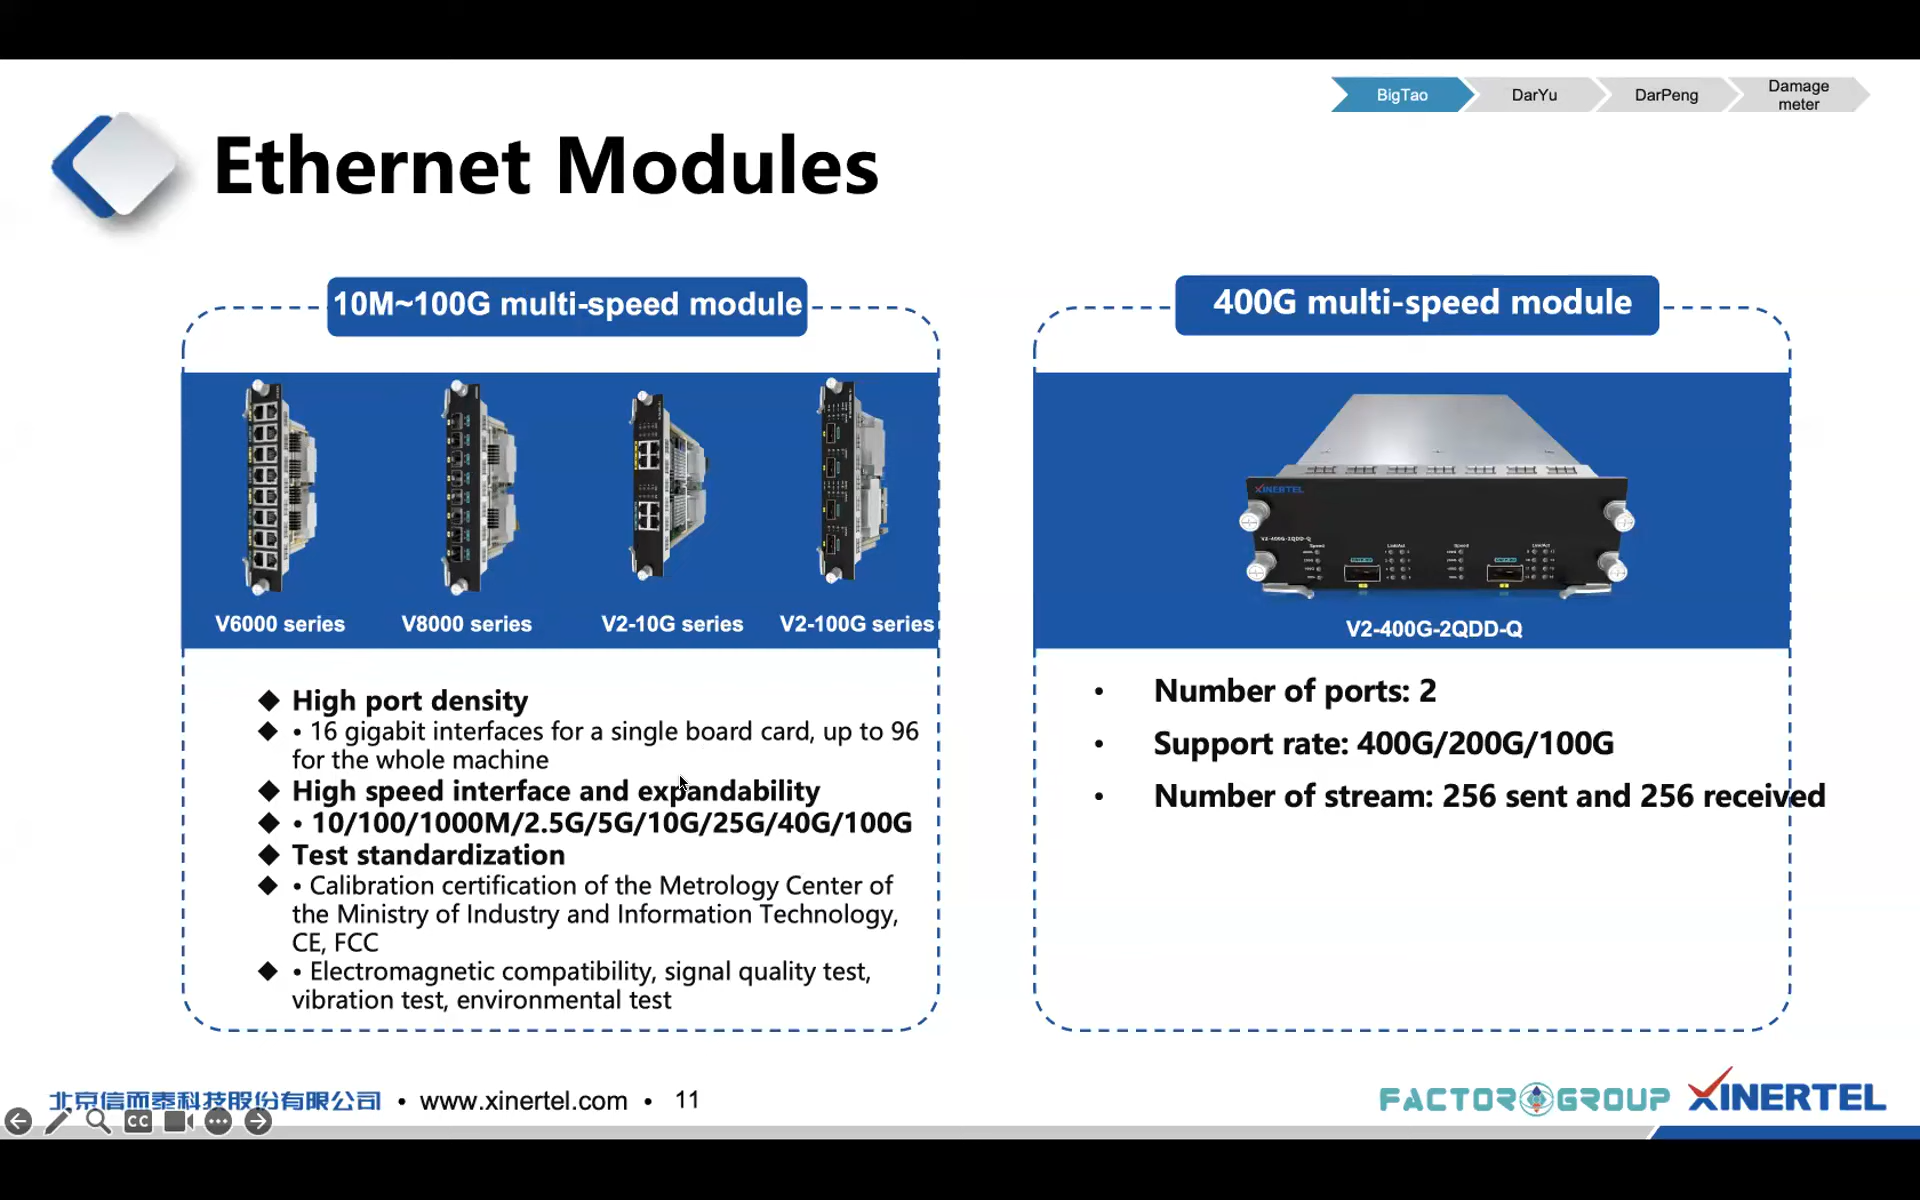 BigTao
DarYu
DarPeng
Damage
meter
Ethernet Modules
10M~100G multi-speed module
V6000 series
V8000 series
V2-10G series
V2-100G series
◆ High port density
◆ • 16 gigabit interfaces for a single board card, up to 96
for the whole machine
◆ High speed interface and expandability
◆ • 10/100/1000M/2.5G/5G/10G/25G/40G/100G
◆ Test standardization
◆ • Calibration certification of the Metrology Center of
the Ministry of Industry and Information Technology,
CE, FCC
◆ • Electromagnetic compatibility, signal quality test,
vibration test, environmental test
400G multi-speed module
XINERTEL
V2-400G-2QDD-Q
V2-400G-2QDD-Q
• Number of ports: 2
• Support rate: 400G/200G/100G
• Number of stream: 256 sent and 256 received
北京信而泰科技股份有限公司 • www.xinertel.com • 11
CC
FACTOR GROUP
XINERTEL